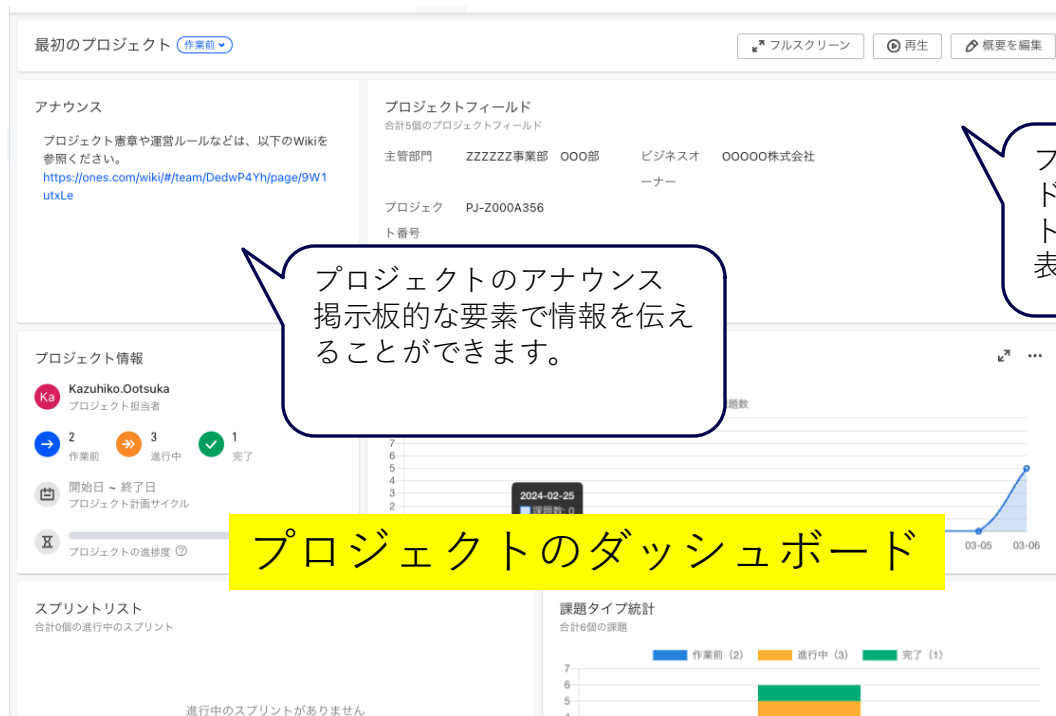 最初のプロジェクト 作業前
フルスクリーン 再生 概要を編集
アナウンス
プロジェクト憲章や運営ルールなどは、以下のWikiを
参照ください。
https://ones.com/wiki/#/team/DedwP4Yh/page/9W1
utxLe
プロジェクトフィールド
合計5個のプロジェクトフィールド
主管部門 ZZZZZZ事業部 OOO部 ビジネスオ OOOOO株式会社
ーナー
プロジェク PJ-Z000A356
ト番号
プロジェクトのアナウンス
掲示板的な要素で情報を伝え
ることができます。
フ
ド
ト
表
プロジェクト情報
Ka Kazuhiko.Ootsuka
プロジェクト担当者
2 3 1
作業前 進行中 完了
開始日 ~ 終了日
プロジェクト計画サイクル
プロジェクトの進捗度
題数
7
6
5
4
3
2
2024-02-25
課題数: 0
03-05 03-06
プロジェクトのダッシュボード
スプリントリスト
合計0個の進行中のスプリント
進行中のスプリントがありません
課題タイプ統計
合計6個の課題
作業前（2） 進行中（3） 完了（1）
7
6
5